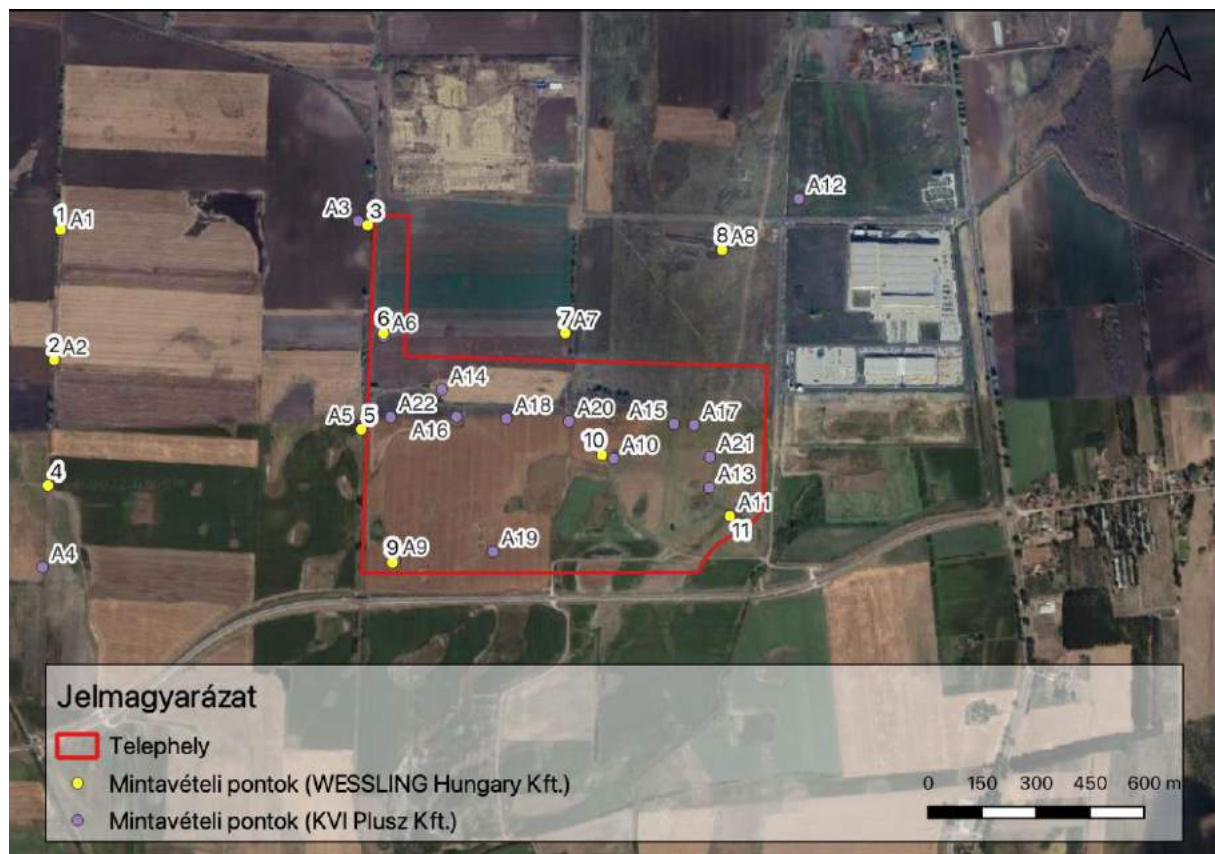 A12
A3
3
1
A1
8
A8
6
A6
7
A7
2
A2
A14
A22
A18
A20
A15
A17
A5
5
A16
10
A10
A21
4
A13
A11
11
A19
9
A9
A4
Jelmagyarázat
Telephely
Mintavételi pontok (WESSLING Hungary Kft.)
Mintavételi pontok (KVI Plusz Kft.)
0 150 300 450 600 m